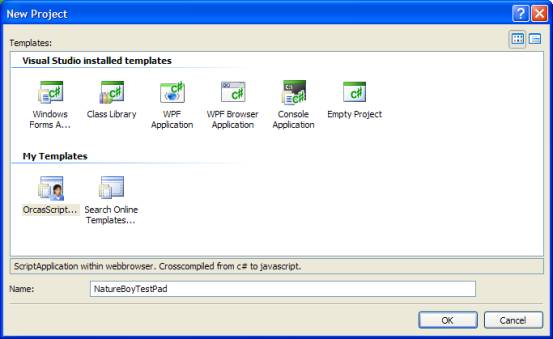 New Project
Templates:
Visual Studio installed templates
Windows Forms A...
Class Library
WPF Application
WPF Browser Application
Console Application
Empty Project
My Templates
OrcasScript...
Search Online Templates...
ScriptApplication within webbrowser. Crosscompiled from c# to javascript.
Name:
NatureBoyTestPad
OK
Cancel